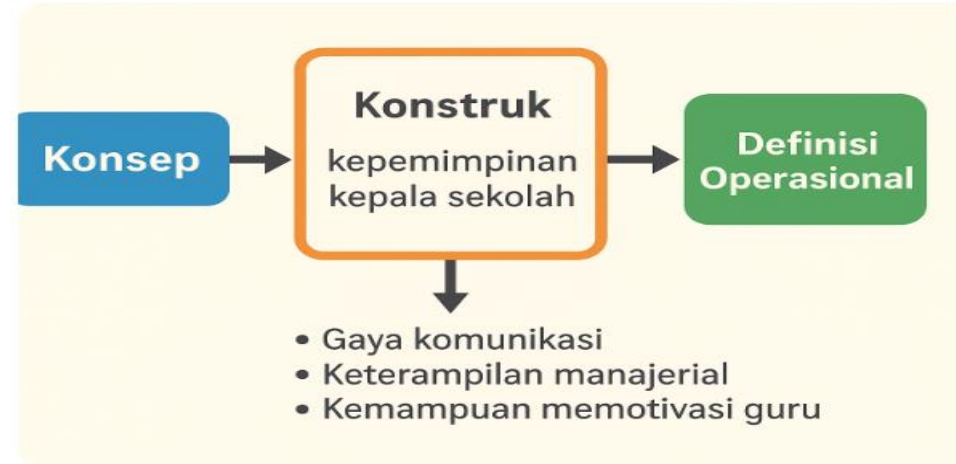 Konsep
Konstruk
kepemimpinan
kepala sekolah
Definisi
Operasional
• Gaya komunikasi
• Keterampilan manajerial
• Kemampuan memotivasi guru